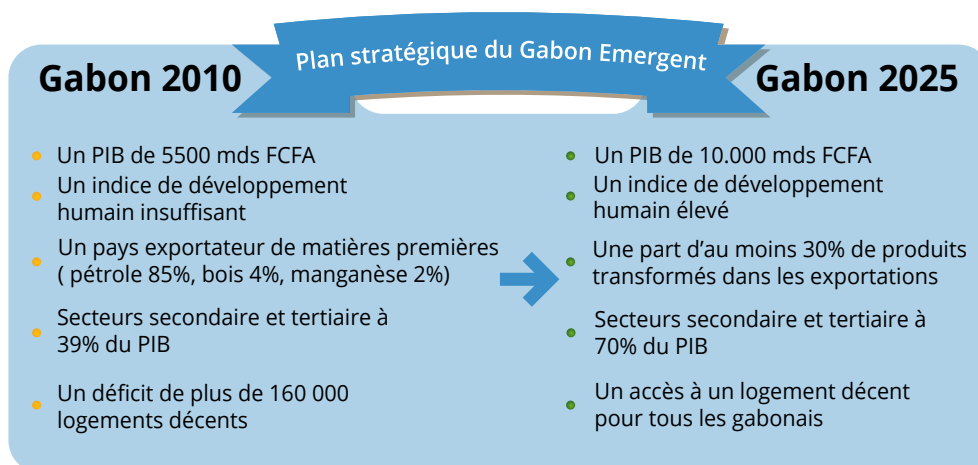 Plan stratégique du Gabon Emergent
Gabon 2010
Un PIB de 5500 mds FCFA
Un indice de développement
humain insuffisant
Un pays exportateur de matières premières
( pétrole 85%, bois 4%, manganèse 2%)
Secteurs secondaire et tertiaire à
39% du PIB
Un déficit de plus de 160 000
logements décents
Gabon 2025
Un PIB de 10.000 mds FCFA
Un indice de développement
humain élevé
Une part d’au moins 30% de produits
transformés dans les exportations
Secteurs secondaire et tertiaire à
70% du PIB
Un accès à un logement décent
pour tous les gabonais